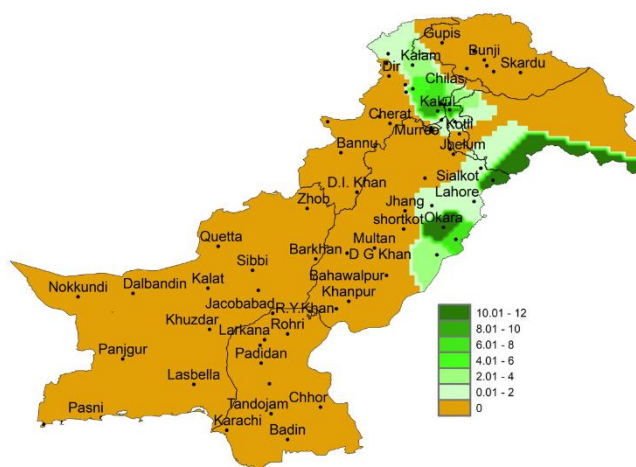 Gupis
Kalam
Bunji
Skardu
Dir
Chilas
Kakul
Cherat
Kotli
Murree
Bannu
Jhelum
Sialkot
D.I. Khan
Lahore
Zhob
Jhang
shortkot
Okara
Quetta
Multan
Barkhan
D G Khan
Sibbi
Bahawalpur
Kalat
Dalbandin
Nokkundi
Khanpur
Jacobabad
R.Y.Khan
Khuzdar
Larkana
Rohri
Padidan
Panjgur
Lasbella
Chhor
Pasni
Tandojam
Karachi
Badin
10.01 - 12
8.01 - 10
6.01 - 8
4.01 - 6
2.01 - 4
0.01 - 2
0